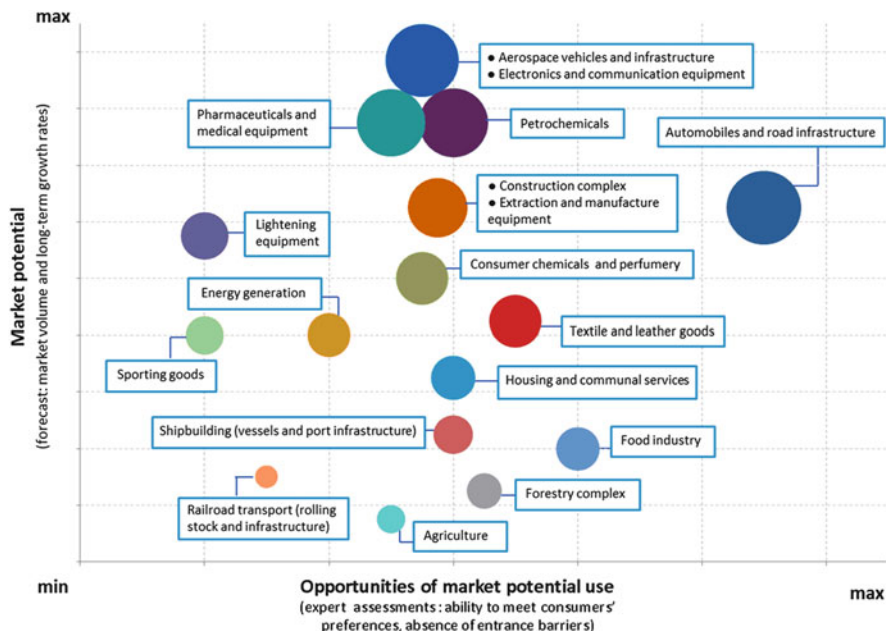 max
● Aerospace vehicles and infrastructure
● Electronics and communication equipment
Pharmaceuticals and
medical equipment
Petrochemicals
Automobiles and road infrastructure
● Construction complex
● Extraction and manufacture
equipment
Lightening
equipment
Consumer chemicals and perfumery
Energy generation
Textile and leather goods
Sporting goods
Housing and communal services
Shipbuilding (vessels and port infrastructure)
Food industry
Railroad transport (rolling
stock and infrastructure)
Forestry complex
Agriculture
Market potential
(forecast: market volume and long-term growth rates)
min
Opportunities of market potential use
(expert assessments: ability to meet consumers'
preferences, absence of entrance barriers)
max